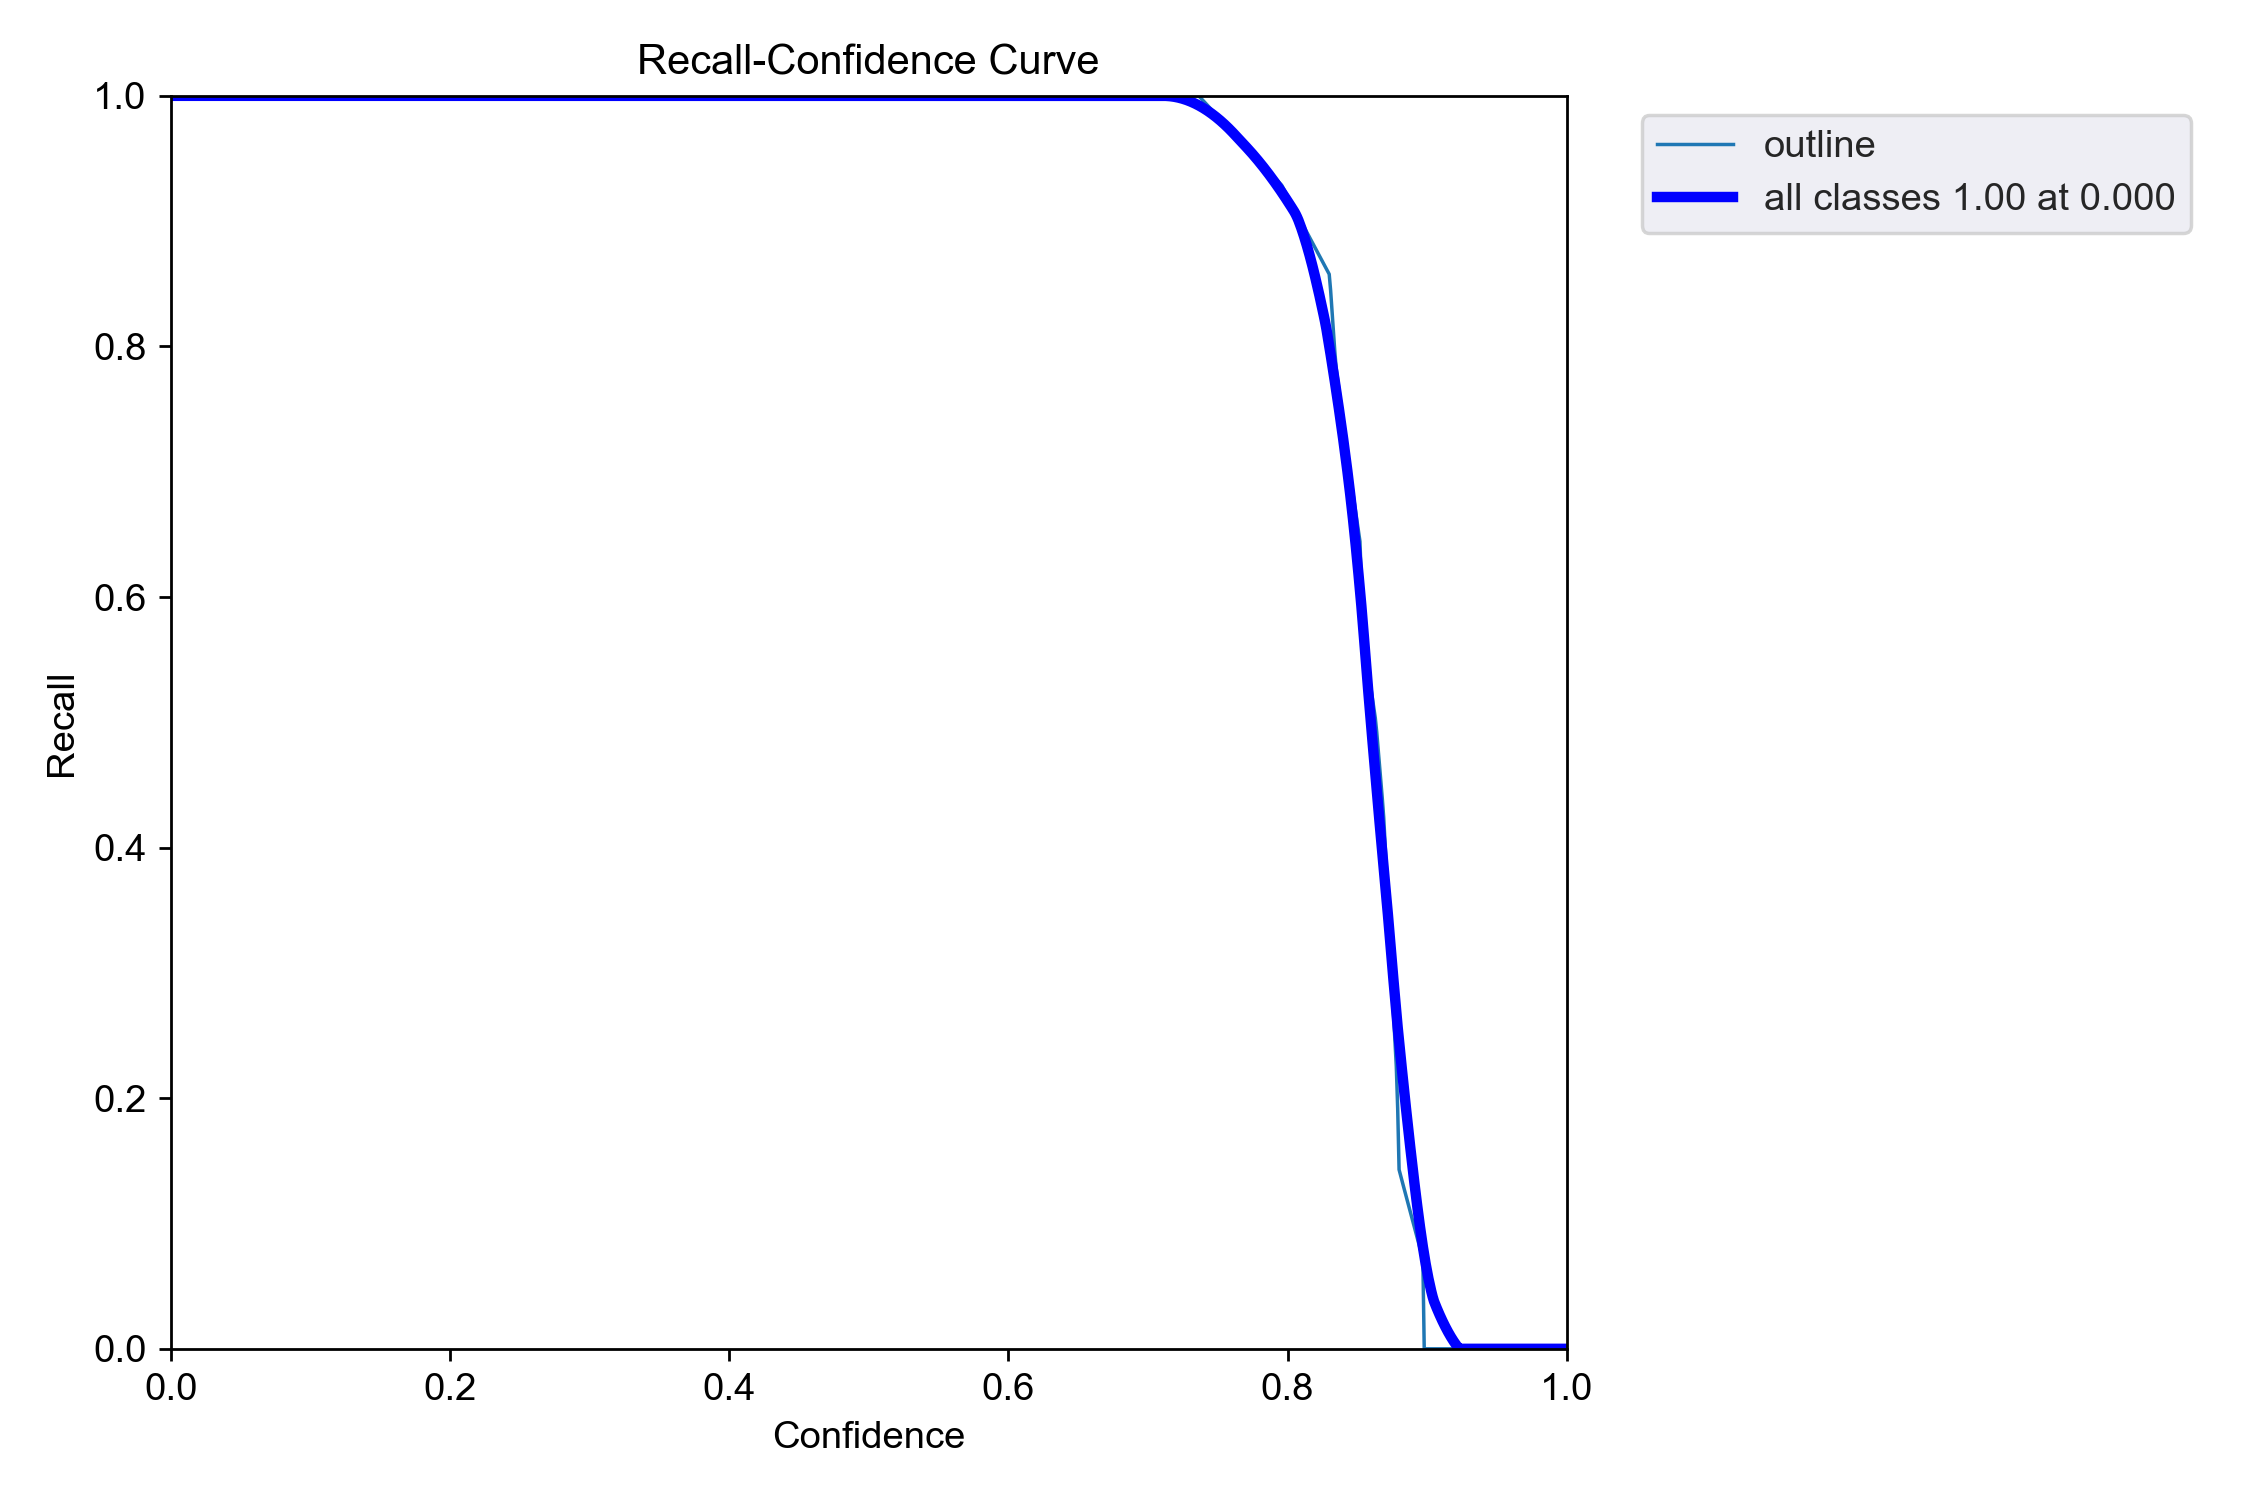 Recall-Confidence Curve
outline
all classes 1.00 at 0.000
1.0
0.8
0.6
0.4
0.2
0.0
Recall
0.0 0.2 0.4 0.6 0.8 1.0
Confidence